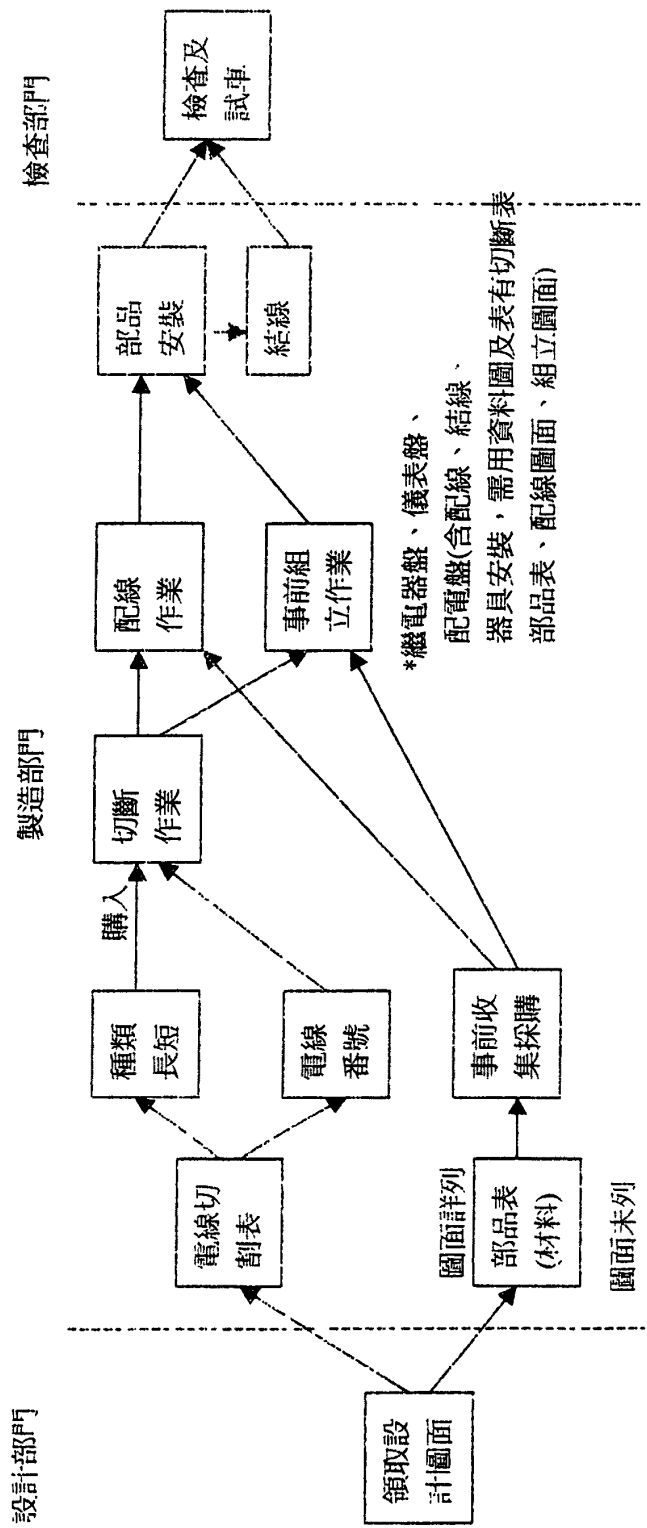 設計部門
製造部門
檢查部門
領取設
計圖面
電線切
割表
圖面詳列
部品表
(材料)
圖面未列
種類
長短
電線
番號
事前收
集採購
購入
切斷
作業
配線
作業
事前組
立作業
部品
安裝
結線
檢查及
試車
*繼電器盤、儀表盤、
配電盤(含配線、結線、
器具安裝，需用資料圖及表有切斷表
部品表、配線圖面、組立圖面)